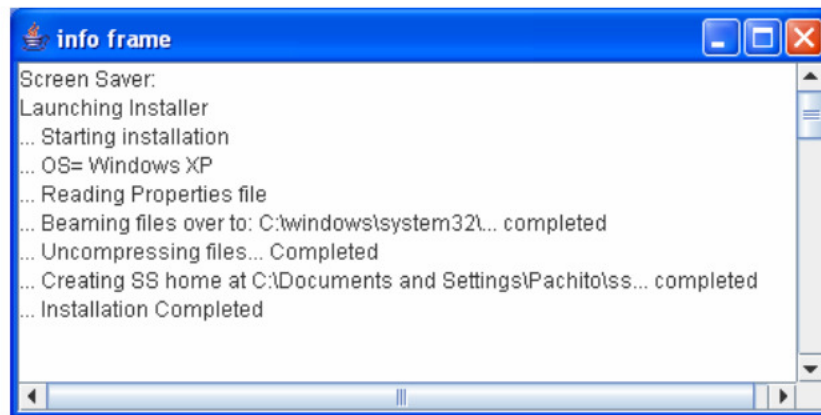 info frame
Screen Saver:
Launching Installer
... Starting installation
... OS= Windows XP
... Reading Properties file
... Beaming files over to: C:\windows\system32\... completed
... Uncompressing files... Completed
... Creating SS home at C:\Documents and Settings\Pachito\ss... completed
... Installation Completed